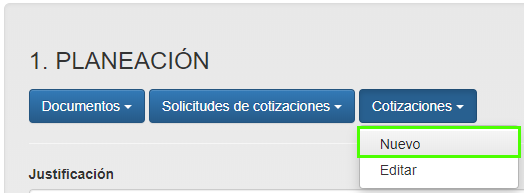 1. PLANEACIÓN
Documentos Solicitudes de cotizaciones Cotizaciones
Nuevo
Editar
Justificación